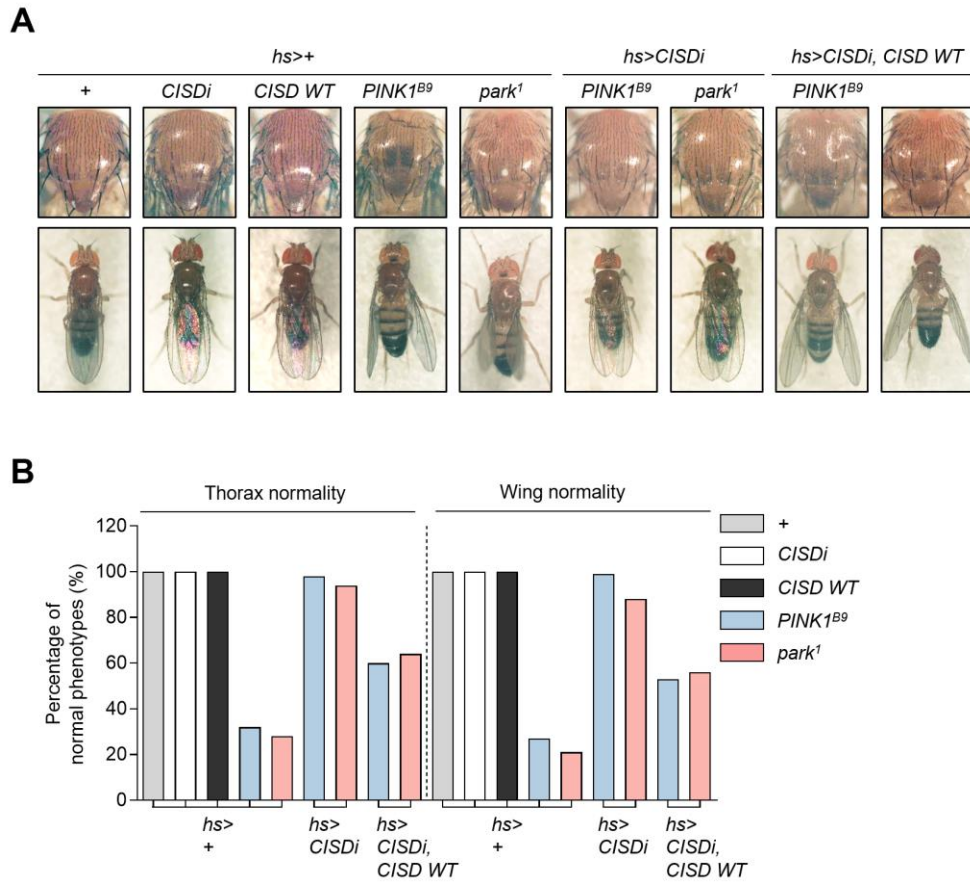 A
hs>+ hs>CISDi hs>CISDi, CISD WT
+ CISDi CISD WT PINK1ᴮ⁹ park¹ PINK1ᴮ⁹ park¹ PINK1ᴮ⁹
B
Thorax normality Wing normality
Percentage of
normal phenotypes (%)
120
100
80
60
40
20
0
hs> hs> hs> hs> hs> hs>
+ CISDi CISDi, + CISDi CISDi,
CISD WT CISD WT
+
CISDi
CISD WT
PINK1ᴮ⁹
park¹